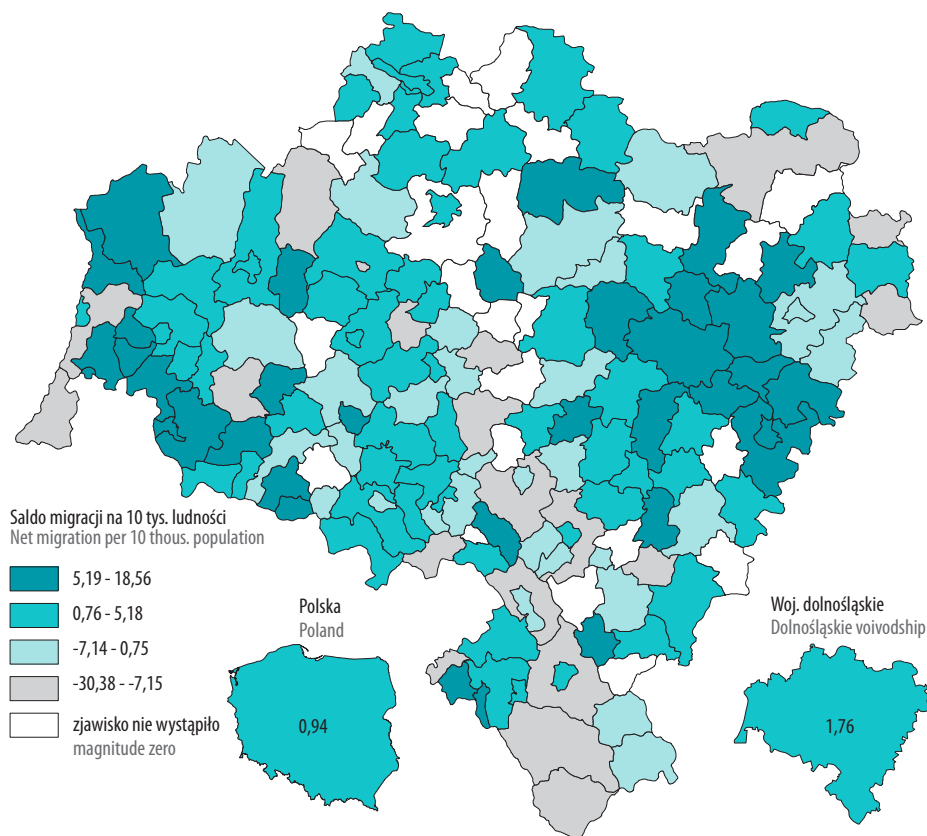 Saldo migracji na 10 tys. ludności
Net migration per 10 thous. population
5,19 - 18,56
0,76 - 5,18
-7,14 - 0,75
-30,38 - -7,15
zjawisko nie wystąpiło
magnitude zero
Polska
Poland
0,94
Woj. dolnośląskie
Dolnośląskie voivodship
1,76